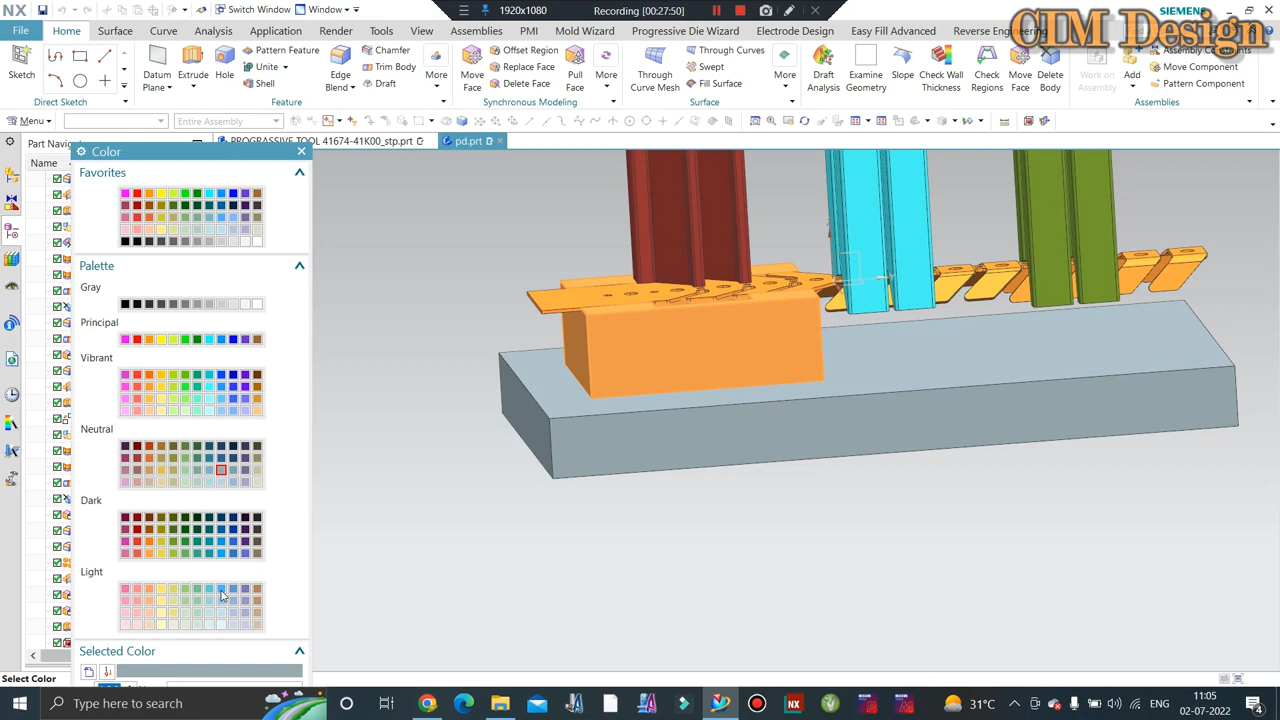 NX
Switch Window
Window
1920x1080
Recording [00:27:50]
SIEMENS
CIM Design
File
Home
Surface
Curve
Analysis
Application
Render
Tools
View
Assemblies
PMI
Mold Wizard
Progressive Die Wizard
Electrode Design
Easy Fill Advanced
Reverse Engineering
Sketch
Direct Sketch
Datum Plane
Extrude
Hole
Pattern Feature
Unite
Shell
Edge Blend
Chamfer
Trim Body
Draft
More
Feature
Move Face
Offset Region
Replace Face
Delete Face
Pull Face
More
Synchronous Modeling
Through Curve Mesh
Through Curves
Swept
Fill Surface
More
Surface
Draft Analysis
Examine Geometry
Slope
Check Wall Thickness
Check Regions
Move Face
Delete Body
Work on Assembly
Add
Assembly Constraints
Move Component
Pattern Component
Assemblies
Menu
Entire Assembly
Part Navi
PROGRASSIVE TOOL 41674-41K00_stp.prt
pd.prt
Name
Color
Favorites
Palette
Gray
Principal
Vibrant
Neutral
Dark
Light
Selected Color
Select Color
Type here to search
31°C
ENG
11:05
02-07-2022
4